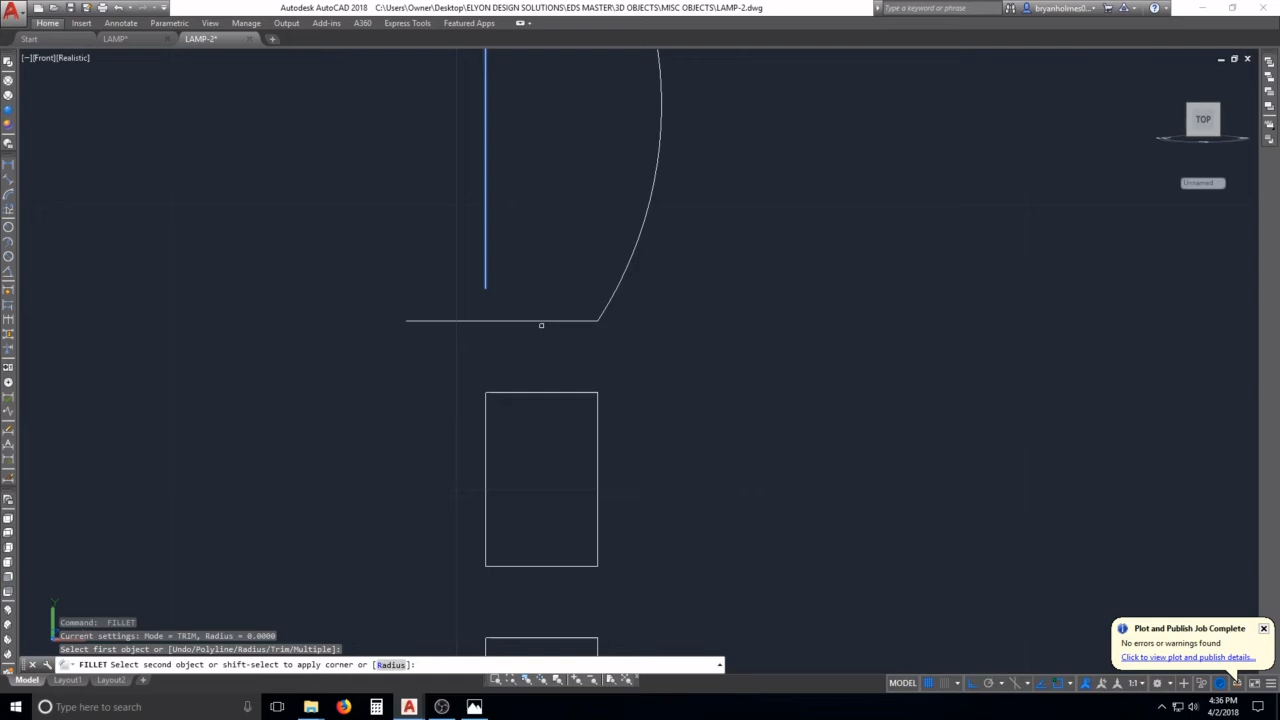 Autodesk AutoCAD 2018 C:\Users\Owner\Desktop\ELYON DESIGN SOLUTIONS\EDS MASTER\3D OBJECTS\MISC OBJECTS\LAMP-2.dwg
Type a keyword or phrase
bryanholmes0...
Home Insert Annotate Parametric View Manage Output Add-ins A360 Express Tools Featured Apps
Start LAMP* LAMP-2*
[−][Front][Realistic]
TOP
Unnamed
Y
Command: FILLET
Current settings: Mode = TRIM, Radius = 0.0000
Select first object or [Undo/Polyline/Radius/Trim/Multiple]:
FILLET Select second object or shift-select to apply corner or [Radius]:
Plot and Publish Job Complete
No errors or warnings found
Click to view plot and publish details...
Model Layout1 Layout2 +
MODEL 1:1
Type here to search
4:36 PM
4/2/2018